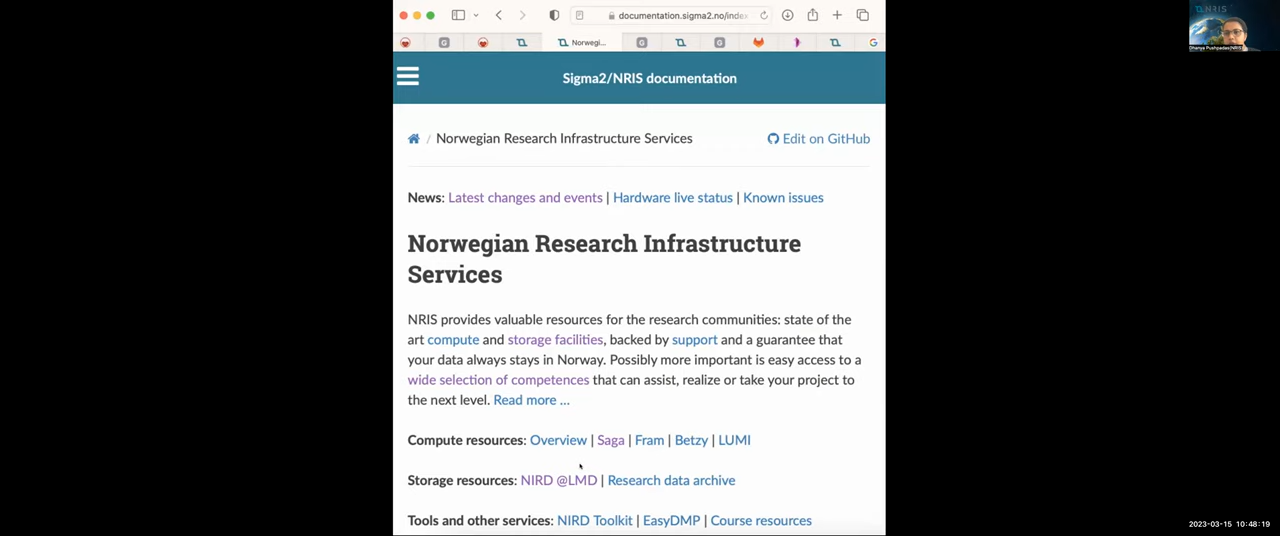 documentation.sigma2.no/index
Norwegi...
NRIS
Dhanya Pushpadas(NRIS)
Sigma2/NRIS documentation
/ Norwegian Research Infrastructure Services
Edit on GitHub
News: Latest changes and events | Hardware live status | Known issues
Norwegian Research Infrastructure
Services
NRIS provides valuable resources for the research communities: state of the
art compute and storage facilities, backed by support and a guarantee that
your data always stays in Norway. Possibly more important is easy access to a
wide selection of competences that can assist, realize or take your project to
the next level. Read more ...
Compute resources: Overview | Saga | Fram | Betzy | LUMI
Storage resources: NIRD @LMD | Research data archive
Tools and other services: NIRD Toolkit | EasyDMP | Course resources
2023-03-15 10:48:19